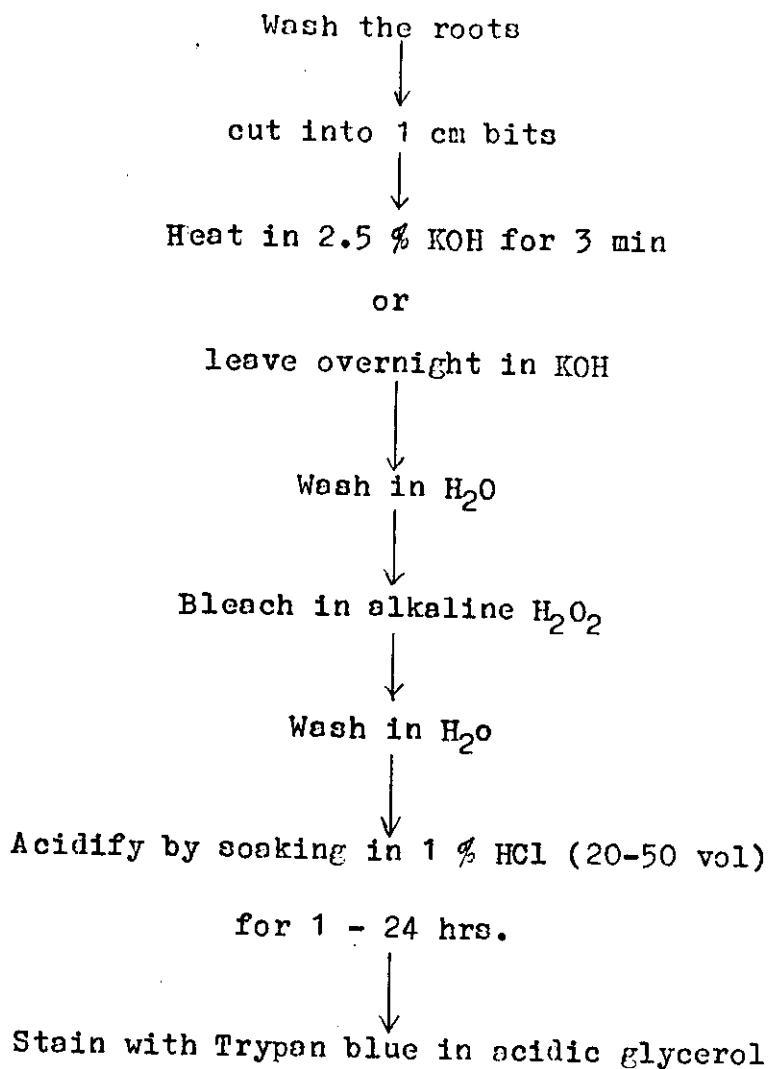 Wash the roots
cut into 1 cm bits
Heat in 2.5 % KOH for 3 min
or
leave overnight in KOH
Wash in H₂O
Bleach in alkaline H₂O₂
Wash in H₂o
Acidify by soaking in 1 % HCl (20-50 vol)
for 1 - 24 hrs.
Stain with Trypan blue in acidic glycerol